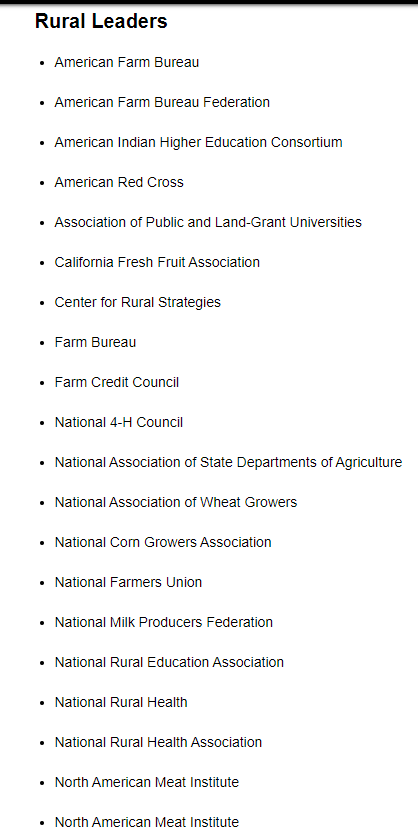 Rural Leaders
American Farm Bureau
American Farm Bureau Federation
American Indian Higher Education Consortium
American Red Cross
Association of Public and Land-Grant Universities
California Fresh Fruit Association
Center for Rural Strategies
Farm Bureau
Farm Credit Council
National 4-H Council
National Association of State Departments of Agriculture
National Association of Wheat Growers
National Corn Growers Association
National Farmers Union
National Milk Producers Federation
National Rural Education Association
National Rural Health
National Rural Health Association
North American Meat Institute
North American Meat Institute